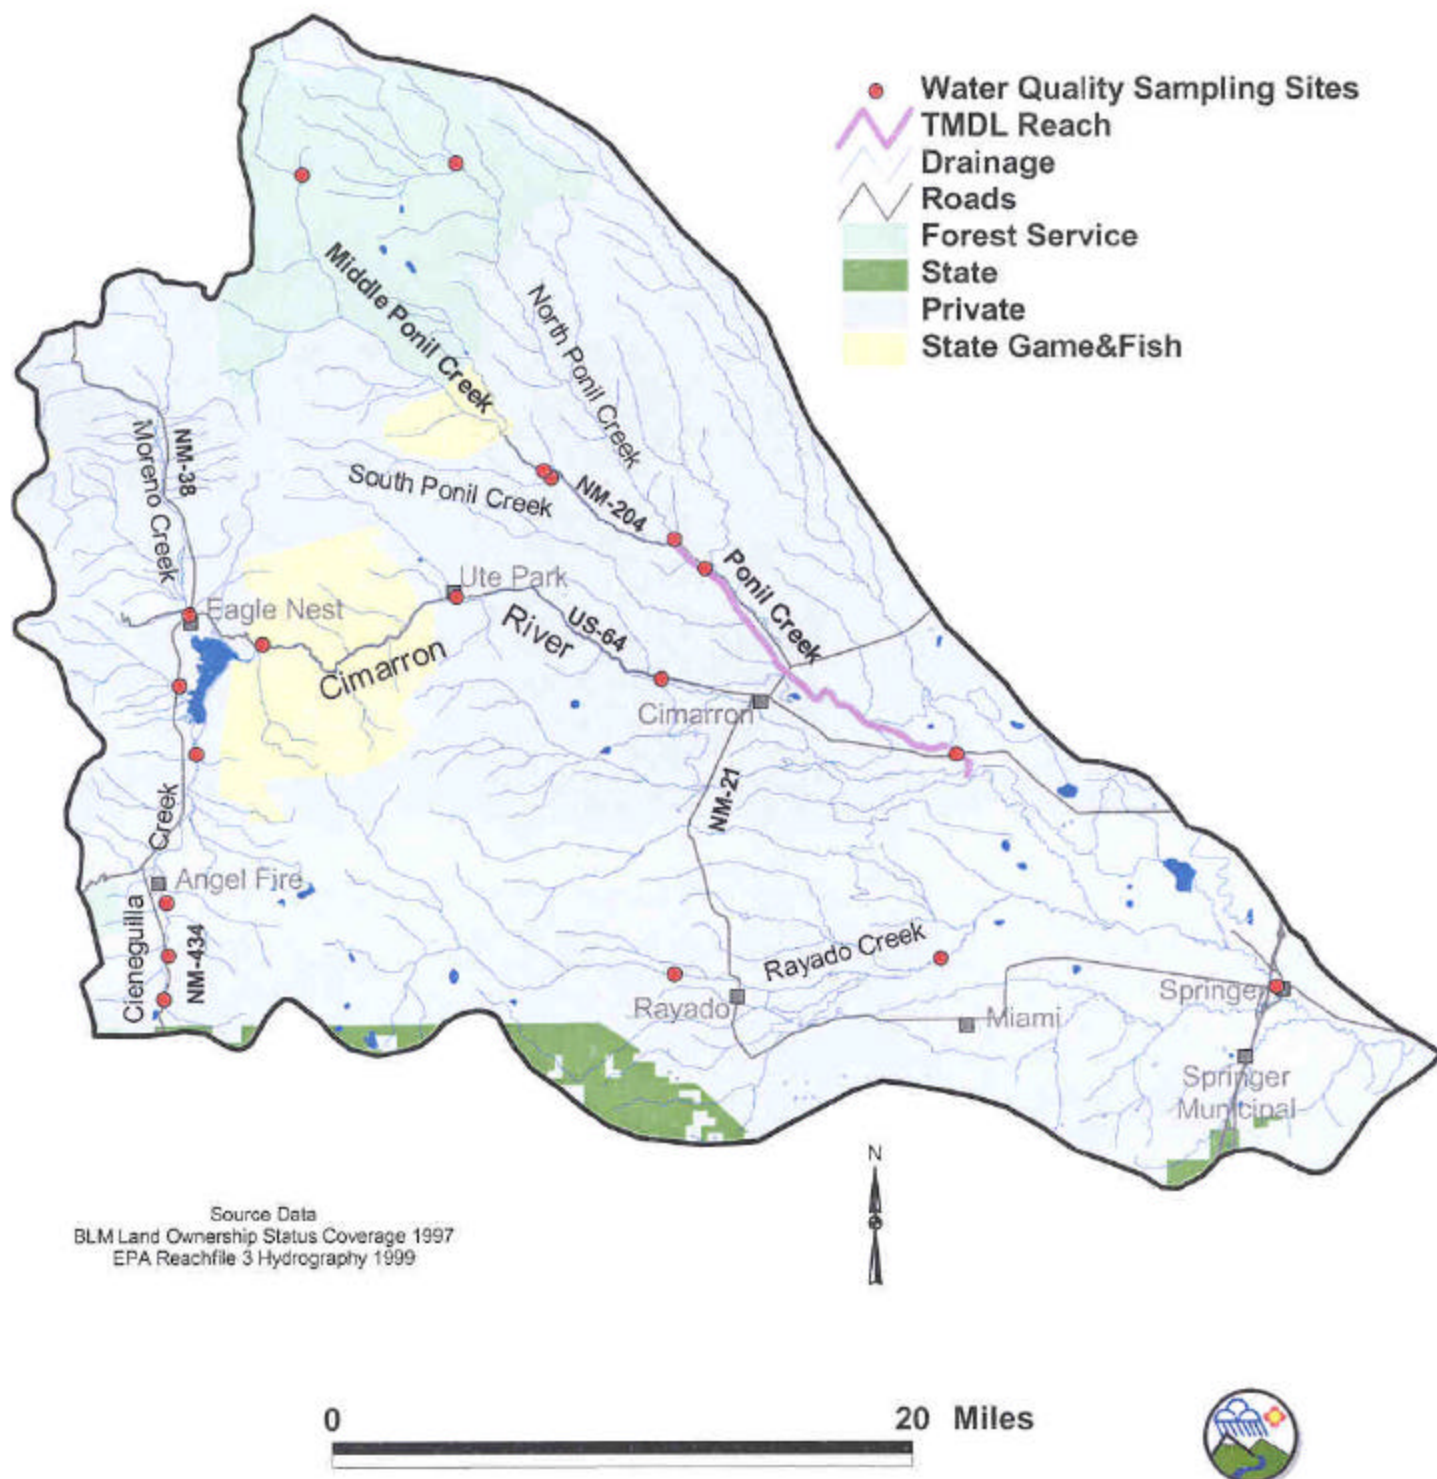 Water Quality Sampling Sites
TMDL Reach
Drainage
Roads
Forest Service
State
Private
State Game&Fish
Middle Ponil Creek
North Ponil Creek
NM-38
Moreno Creek
South Ponil Creek
NM-204
Ponil Creek
Ute Park
Eagle Nest
US-64
River
Cimarron
Cimarron
NM-21
Creek
Angel Fire
Cieneguilla
NM-434
Rayado Creek
Rayado
Miami
Springer
Springer
Municipal
N
Source Data
BLM Land Ownership Status Coverage 1997
EPA Reachfile 3 Hydrography 1999
0 20 Miles